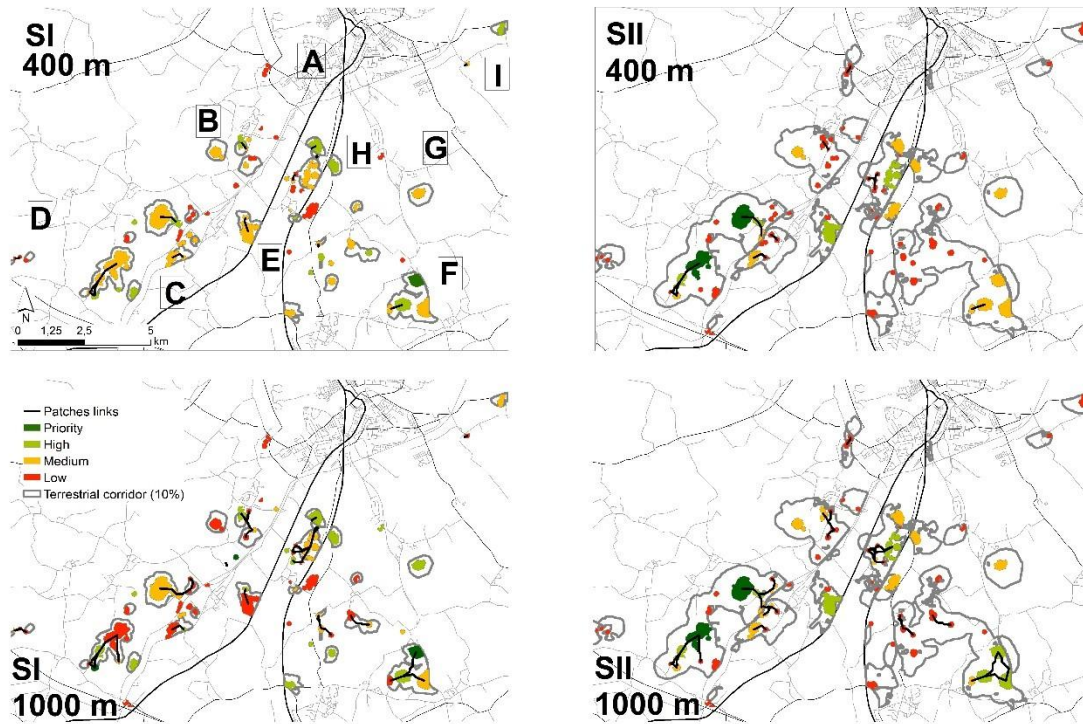 SI
400 m
A
B
C
D
E
F
G
H
I
N
0 1,25 2,5 5
km
SII
400 m
Patches links
Priority
High
Medium
Low
Terrestrial corridor (10%)
SI
1000 m
SII
1000 m